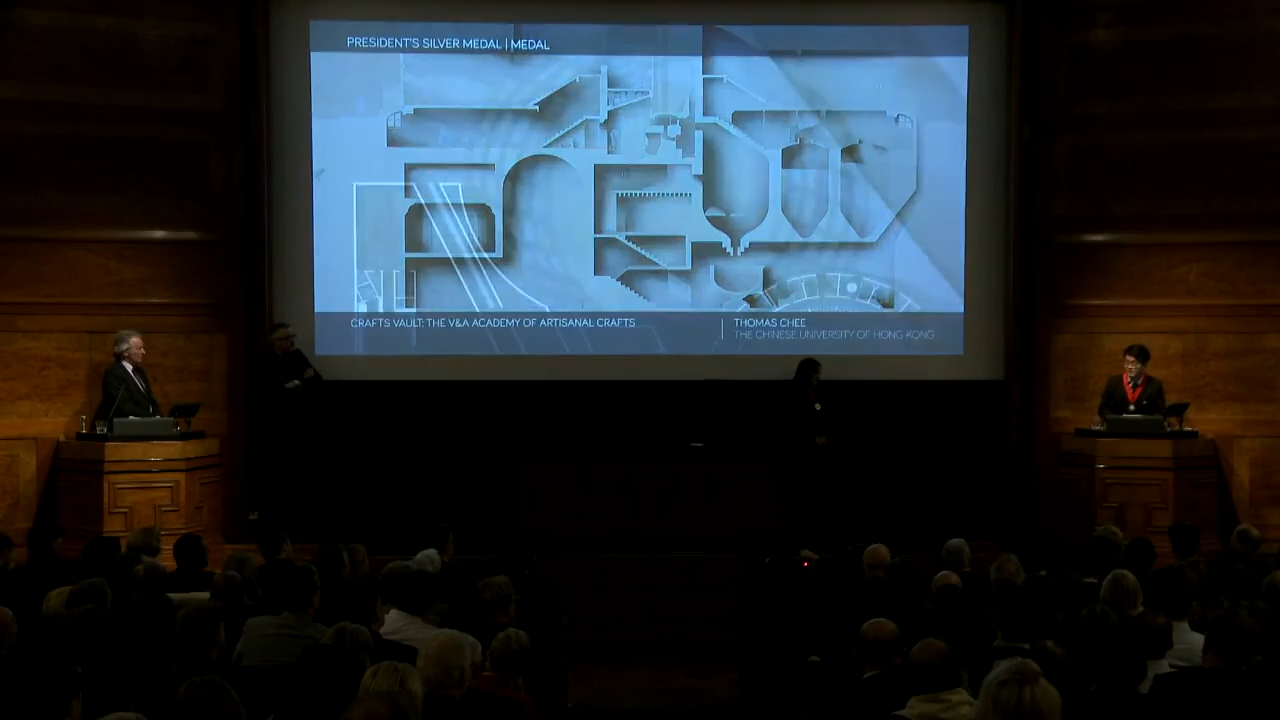 PRESIDENT'S SILVER MEDAL | MEDAL
CRAFTS VAULT: THE V&A ACADEMY OF ARTISANAL CRAFTS
THOMAS CHEE
THE CHINESE UNIVERSITY OF HONG KONG